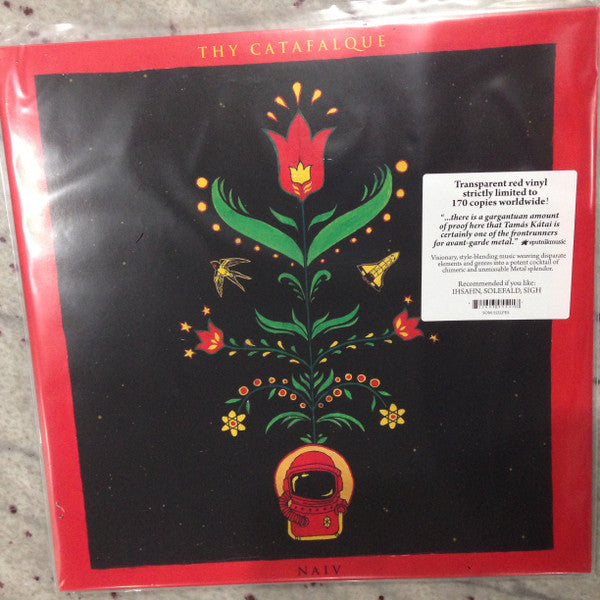 THY CATAFALQUE
Transparent red vinyl
strictly limited to
170 copies worldwide!
“...there is a gargantuan amount
of proof here that Tamás Kátai is
certainly one of the frontrunners
for avant-garde metal.” sputnikmusic
Visionary, style-blending music weaving disparate
elements and genres into a potent cocktail of
chimeric and unmissable Metal splendor.
Recommended if you like:
IHSAHN, SOLEFALD, SIGH
NAIV